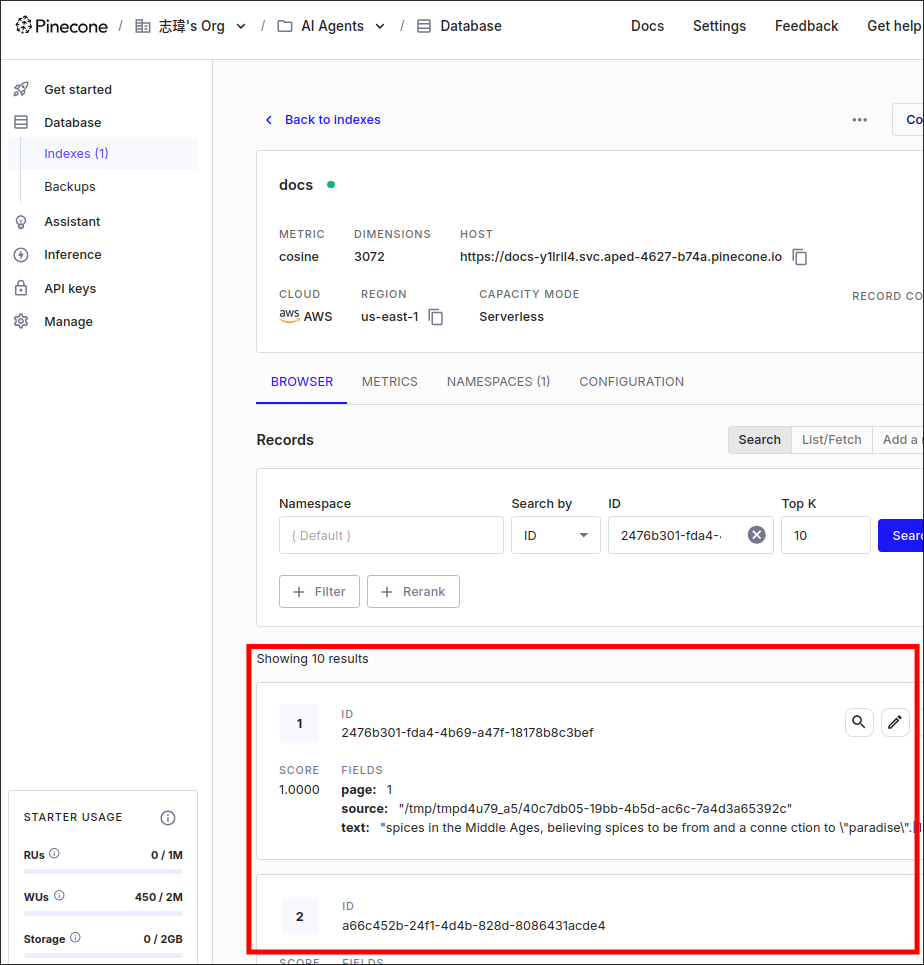 Pinecone / 志瑋's Org / AI Agents / Database Docs Settings Feedback Get help
Get started
Database
Indexes (1)
Backups
Assistant
Inference
API keys
Manage
Back to indexes
Co
docs
METRIC DIMENSIONS HOST
cosine 3072 https://docs-y1lril4.svc.aped-4627-b74a.pinecone.io
CLOUD REGION CAPACITY MODE RECORD CO
aws AWS us-east-1 Serverless
BROWSER METRICS NAMESPACES (1) CONFIGURATION
Records Search List/Fetch Add a
Namespace Search by ID Top K
( Default ) ID 2476b301-fda4- 10 Sear
+ Filter + Rerank
Showing 10 results
1 ID
2476b301-fda4-4b69-a47f-18178b8c3bef
SCORE FIELDS
1.0000 page: 1
source: "/tmp/tmpd4u79_a5/40c7db05-19bb-4b5d-ac6c-7a4d3a65392c"
text: "spices in the Middle Ages, believing spices to be from and a conne ction to \"paradise\".[1
2 ID
a66c452b-24f1-4d4b-828d-8086431acde4
SCORE FIELDS
STARTER USAGE
RUs 0 / 1M
WUs 450 / 2M
Storage 0 / 2GB